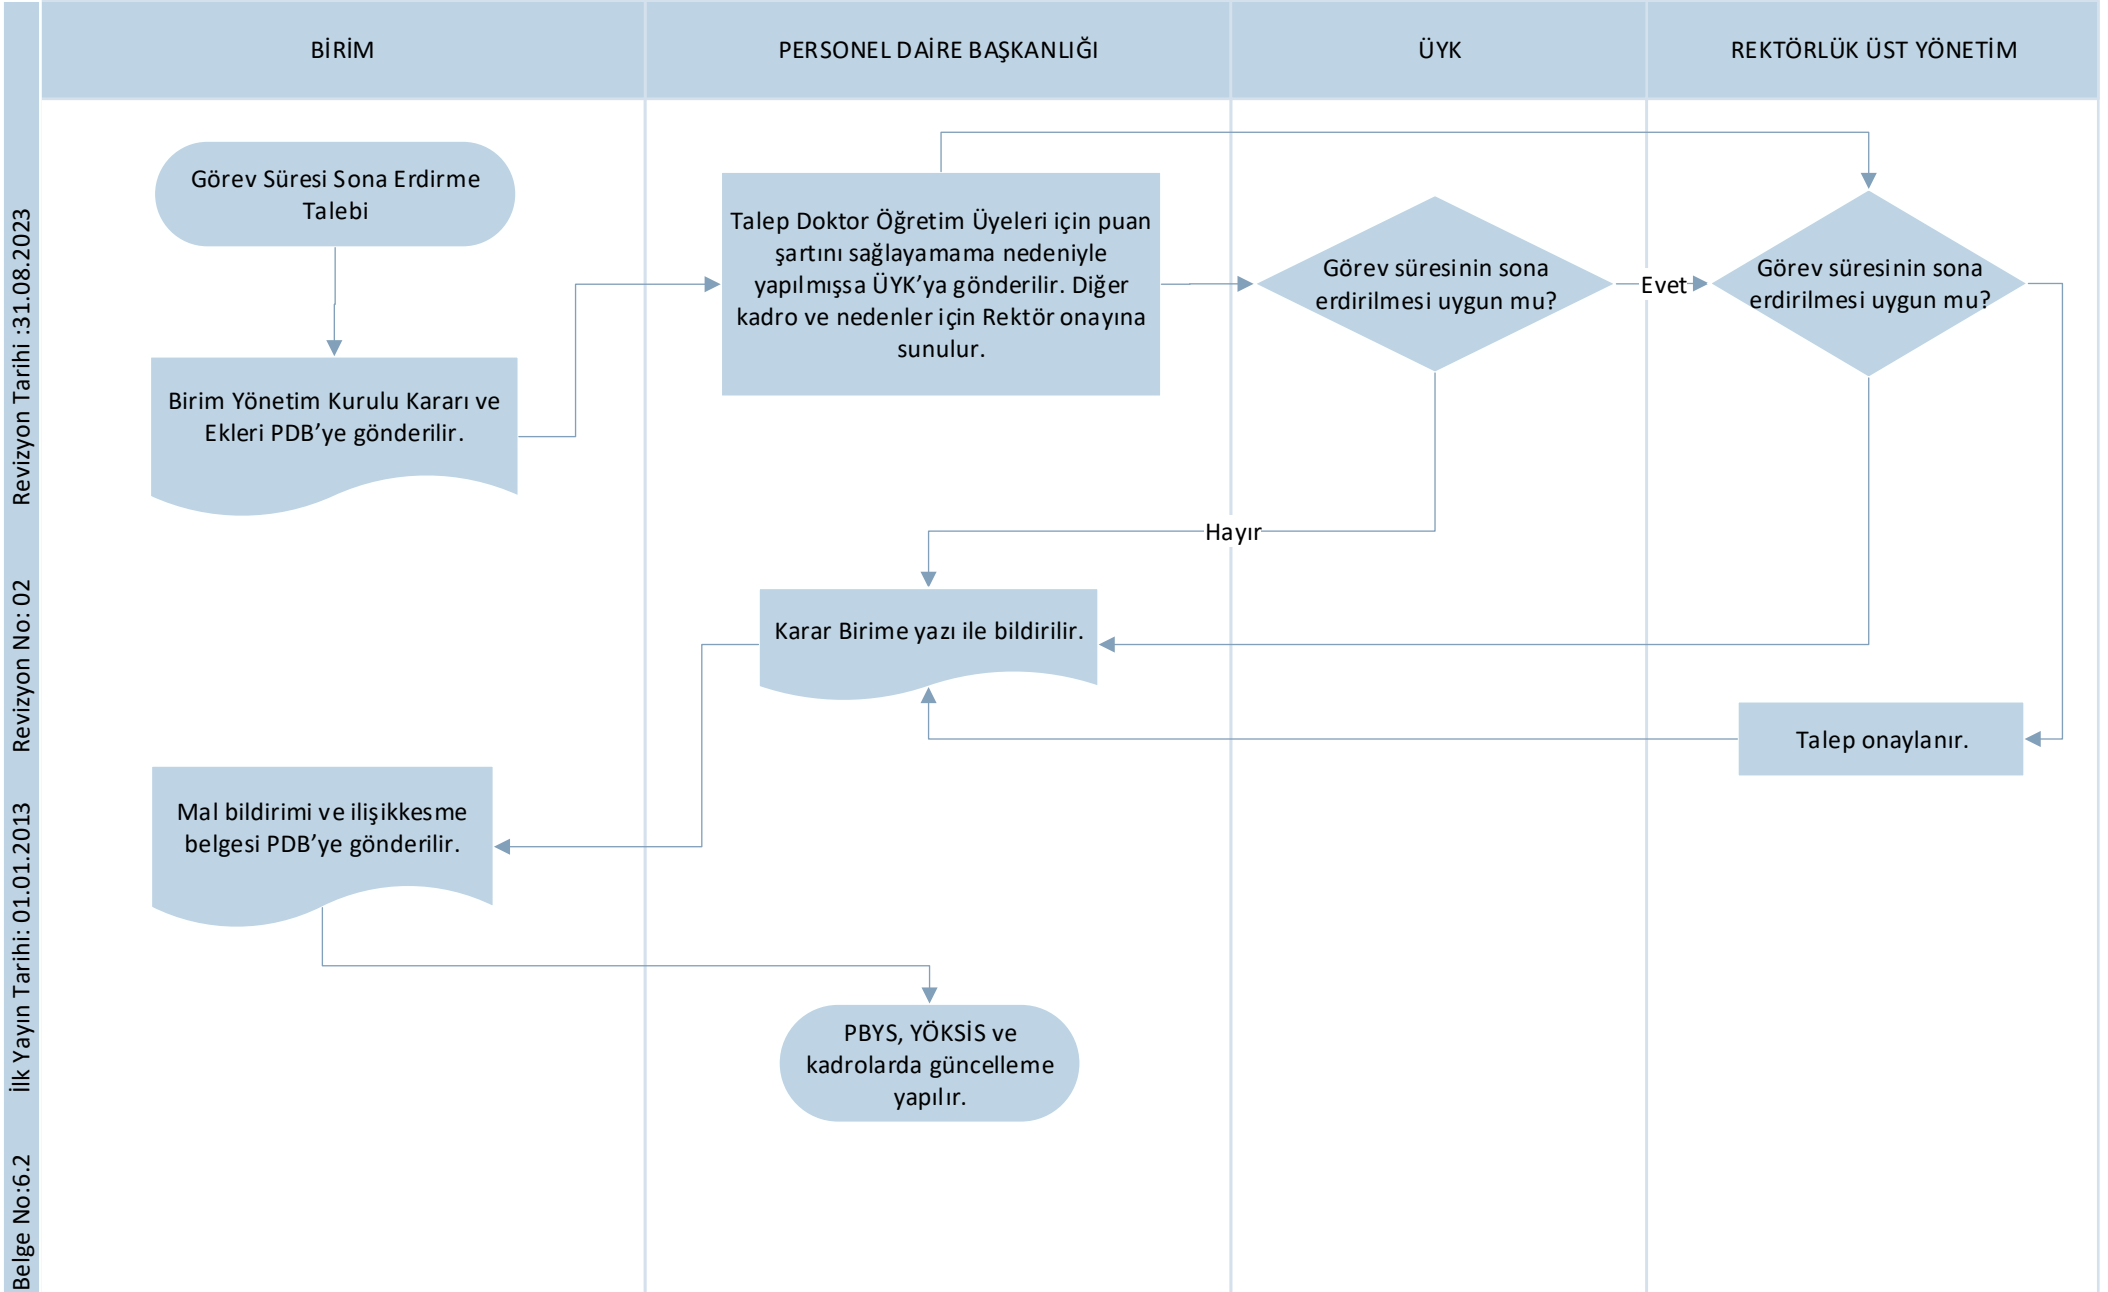 BİRİM
PERSONEL DAİRE BAŞKANLIĞI
ÜYK
REKTÖRLÜK ÜST YÖNETİM
Görev Süresi Sona Erdirme
Talebi
Birim Yönetim Kurulu Kararı ve
Ekleri PDB'ye gönderilir.
Talep Doktor Öğretim Üyeleri için puan
şartını sağlayamama nedeniyle
yapılmışsa ÜYK'ya gönderilir. Diğer
kadro ve nedenler için Rektör onayına
sunulur.
Görev süresinin sona
erdirilmesi uygun mu?
Evet
Görev süresinin sona
erdirilmesi uygun mu?
Hayır
Karar Birime yazı ile bildirilir.
Talep onaylanır.
Mal bildirimi ve ilişikkesme
belgesi PDB'ye gönderilir.
PBYS, YÖKSİS ve
kadrolarda güncelleme
yapılır.
Belge No:6.2 İlk Yayın Tarihi: 01.01.2013 Revizyon No: 02 Revizyon Tarihi :31.08.2023